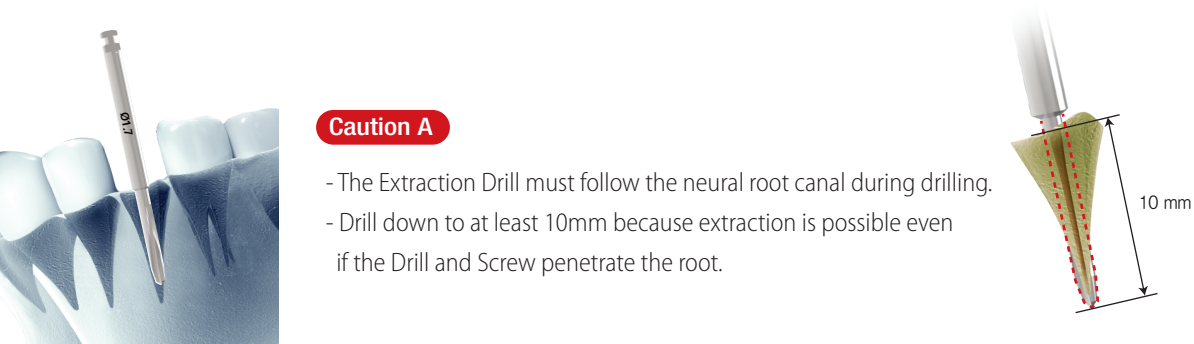 Ø1.7
Caution A
- The Extraction Drill must follow the neural root canal during drilling.
- Drill down to at least 10mm because extraction is possible even
if the Drill and Screw penetrate the root.
10 mm